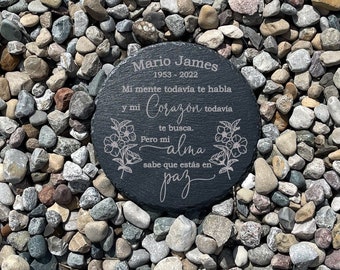 Mario James
1953 - 2022
Mi mente todavía te habla
y mi Corazón todavía
te busca.
Pero mi
alma
sabe que estás en
paz